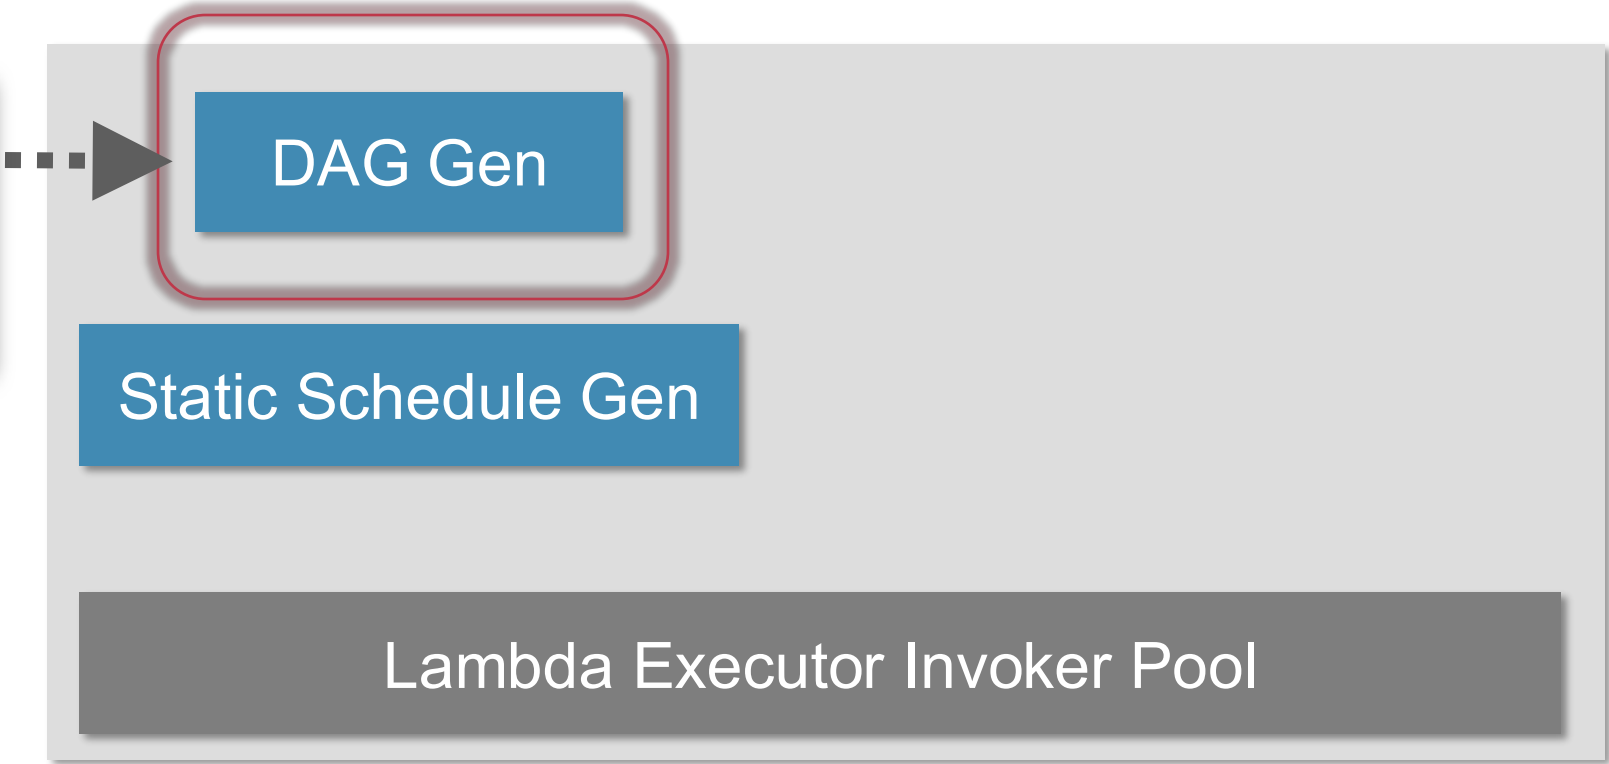 DAG Gen
Static Schedule Gen
Lambda Executor Invoker Pool